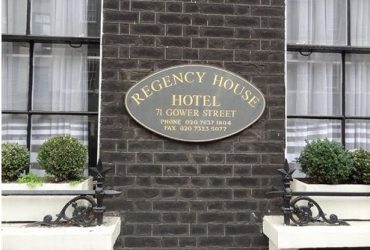 REGENCY HOUSE
HOTEL
71 GOWER STREET
PHONE 020 7637 1804
FAX 020 7323 5077